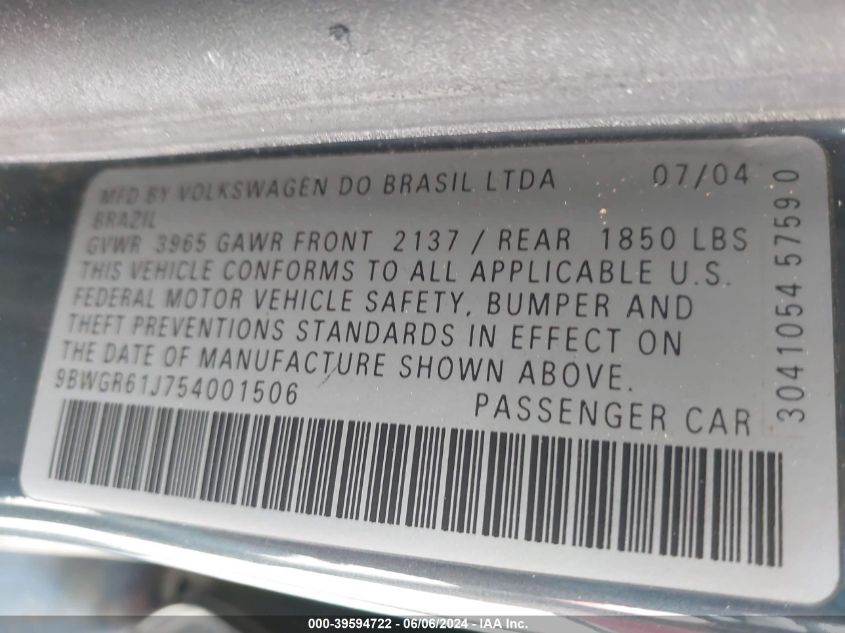 MFD BY VOLKSWAGEN DO BRASIL LTDA 07/04
BRAZIL
GVWR 3965 GAWR FRONT 2137 / REAR 1850 LBS
THIS VEHICLE CONFORMS TO ALL APPLICABLE U.S.
FEDERAL MOTOR VEHICLE SAFETY, BUMPER AND
THEFT PREVENTIONS STANDARDS IN EFFECT ON
THE DATE OF MANUFACTURE SHOWN ABOVE.
9BWGR61J754001506 PASSENGER CAR
3041054 5759 0
000-39594722 - 06/06/2024 - IAA Inc.